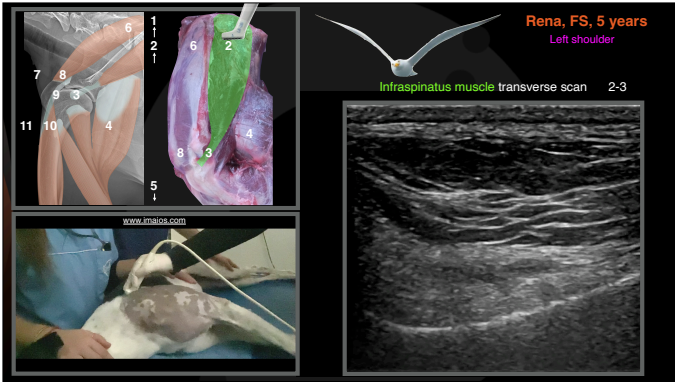 Rena, FS, 5 years
Left shoulder
Infraspinatus muscle transverse scan 2-3
6
7
8
9 3
11 10 4
1
2
5
6 2
4
8 3
www.imaios.com